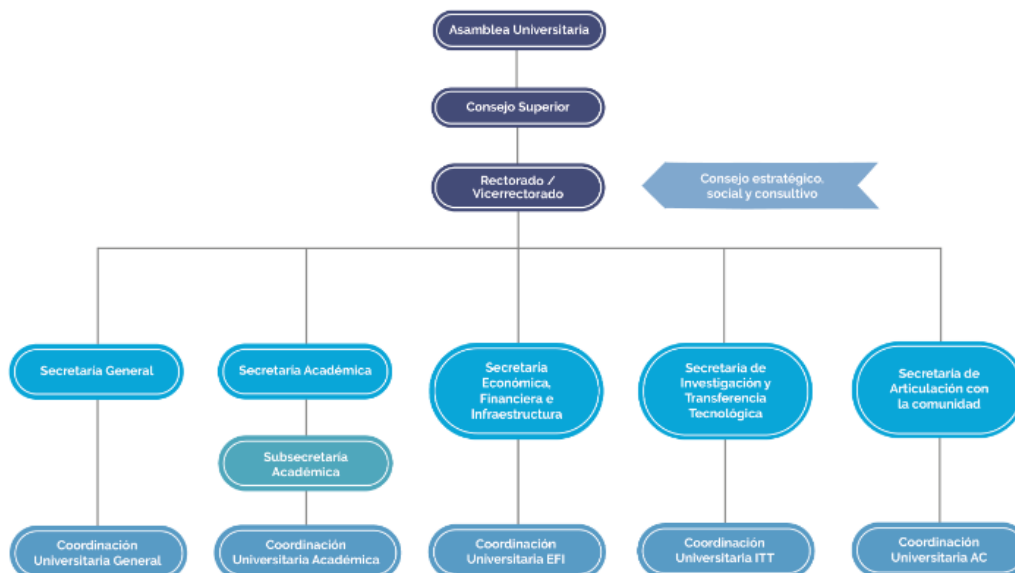 Asamblea Universitaria
Consejo Superior
Rectorado /
Vicerrectorado
Consejo estratégico,
social y consultivo
Secretaría General
Secretaría Académica
Secretaria
Económica,
Financiera e
Infraestructura
Secretaría de
Investigación y
Transferencia
Tecnológica
Secretaría de
Articulación con
la comunidad
Subsecretaría
Académica
Coordinación
Universitaria General
Coordinación
Universitaria Académica
Coordinación
Universitaria EFI
Coordinación
Universitaria ITT
Coordinación
Universitaria AC